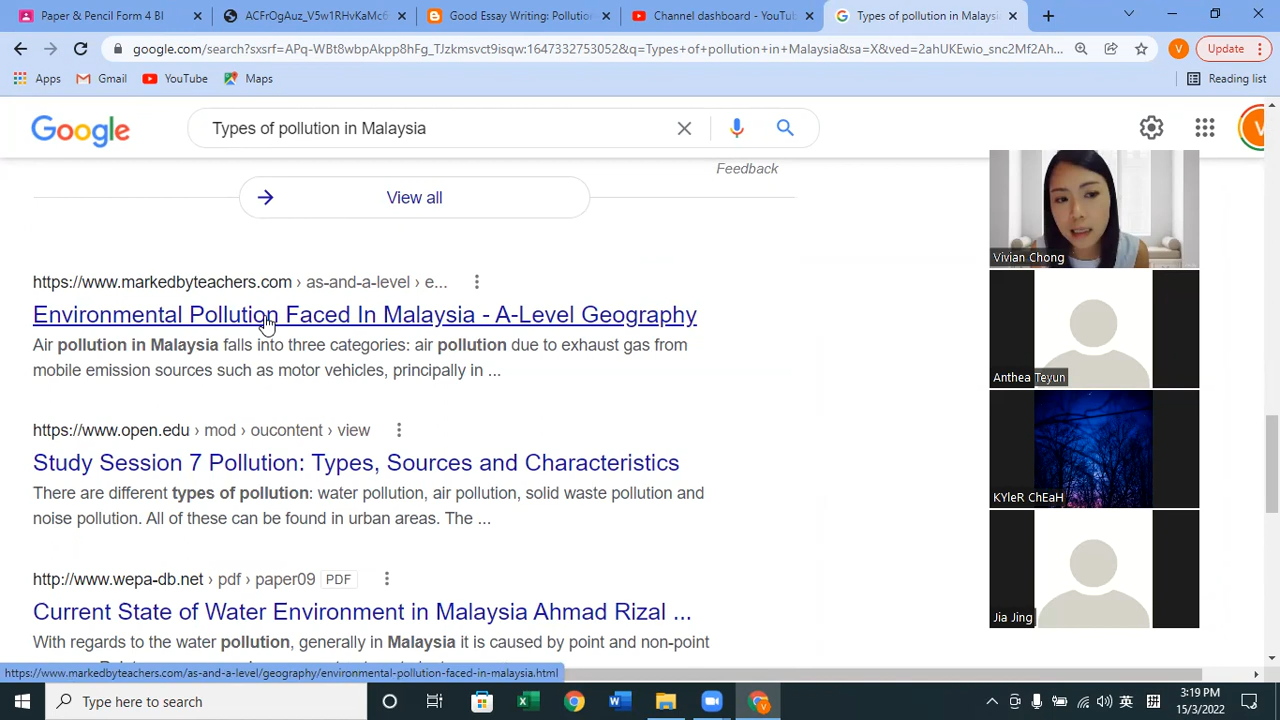 Paper & Pencil Form 4 BI
ACFrOgAuz_V5w1RHvKaMc6
Good Essay Writing: Pollution
Channel dashboard - YouTube
Types of pollution in Malaysia
google.com/search?sxsrf=APq-WBt8wbpAkpp8hFg_TJzkmsvct9isqw:1647332753052&q=Types+of+pollution+in+Malaysia&sa=X&ved=2ahUKEwio_snc2Mf2Ah...
V
Update
Apps
Gmail
YouTube
Maps
Reading list
Google
Types of pollution in Malaysia
V
Feedback
View all
https://www.markedbyteachers.com › as-and-a-level › e...
Environmental Pollution Faced In Malaysia - A-Level Geography
Air pollution in Malaysia falls into three categories: air pollution due to exhaust gas from
mobile emission sources such as motor vehicles, principally in ...
https://www.open.edu › mod › oucontent › view
Study Session 7 Pollution: Types, Sources and Characteristics
There are different types of pollution: water pollution, air pollution, solid waste pollution and
noise pollution. All of these can be found in urban areas. The ...
http://www.wepa-db.net › pdf › paper09 PDF
Current State of Water Environment in Malaysia Ahmad Rizal ...
With regards to the water pollution, generally in Malaysia it is caused by point and non-point
Vivian Chong
Anthea Teyun
KYleR ChEaH
Jia Jing
https://www.markedbyteachers.com/as-and-a-level/geography/environmental-pollution-faced-in-malaysia.html
Type here to search
英
拼
3:19 PM
15/3/2022